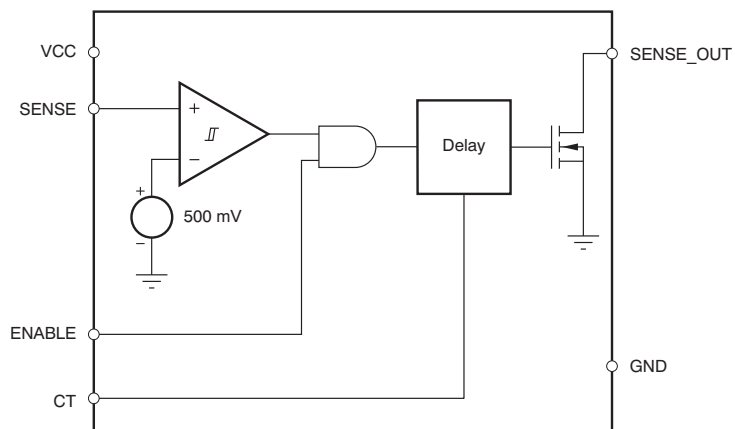 VCC
SENSE_OUT
SENSE
+
−
Delay
+
500 mV
−
ENABLE
GND
CT